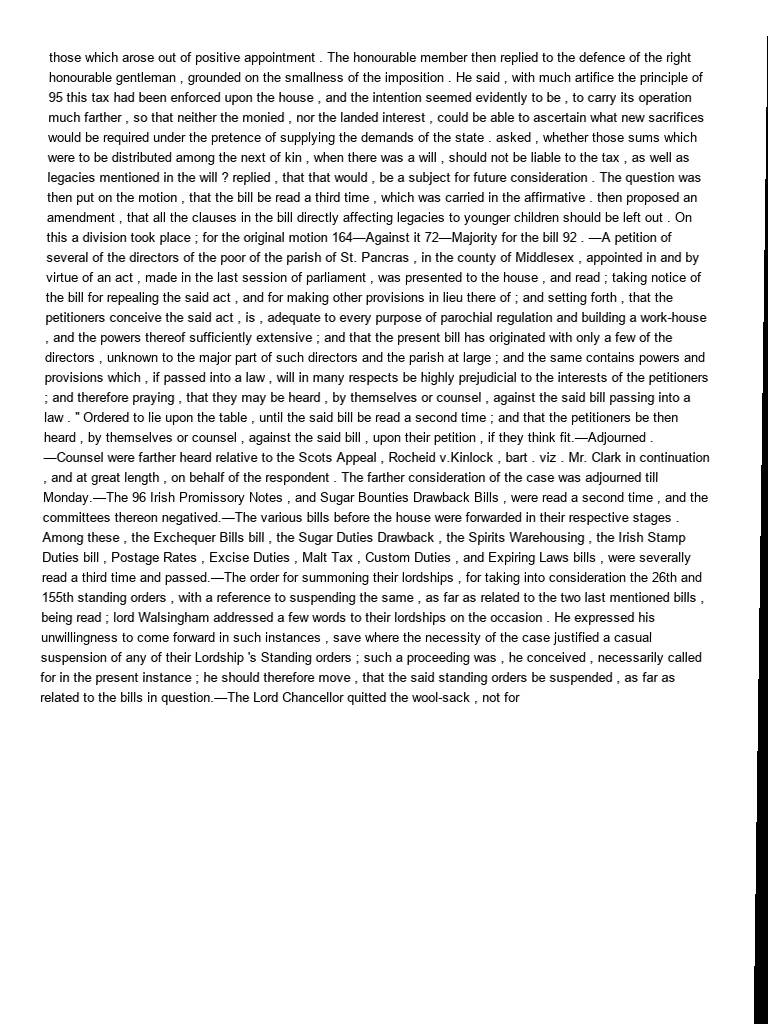 those which arose out of positive appointment . The honourable member then replied to the defence of the right
honourable gentleman , grounded on the smallness of the imposition . He said , with much artifice the principle of
95 this tax had been enforced upon the house , and the intention seemed evidently to be , to carry its operation
much farther , so that neither the monied , nor the landed interest , could be able to ascertain what new sacrifices
would be required under the pretence of supplying the demands of the state . asked , whether those sums which
were to be distributed among the next of kin , when there was a will , should not be liable to the tax , as well as
legacies mentioned in the will ? replied , that that would , be a subject for future consideration . The question was
then put on the motion , that the bill be read a third time , which was carried in the affirmative . then proposed an
amendment , that all the clauses in the bill directly affecting legacies to younger children should be left out . On
this a division took place ; for the original motion 164—Against it 72—Majority for the bill 92 . —A petition of
several of the directors of the poor of the parish of St. Pancras , in the county of Middlesex , appointed in and by
virtue of an act , made in the last session of parliament , was presented to the house , and read ; taking notice of
the bill for repealing the said act , and for making other provisions in lieu there of ; and setting forth , that the
petitioners conceive the said act , is , adequate to every purpose of parochial regulation and building a work-house
, and the powers thereof sufficiently extensive ; and that the present bill has originated with only a few of the
directors , unknown to the major part of such directors and the parish at large ; and the same contains powers and
provisions which , if passed into a law , will in many respects be highly prejudicial to the interests of the petitioners
; and therefore praying , that they may be heard , by themselves or counsel , against the said bill passing into a
law . " Ordered to lie upon the table , until the said bill be read a second time ; and that the petitioners be then
heard , by themselves or counsel , against the said bill , upon their petition , if they think fit.—Adjourned .
—Counsel were farther heard relative to the Scots Appeal , Rocheid v.Kinlock , bart . viz . Mr. Clark in continuation
, and at great length , on behalf of the respondent . The farther consideration of the case was adjourned till
Monday.—The 96 Irish Promissory Notes , and Sugar Bounties Drawback Bills , were read a second time , and the
committees thereon negatived.—The various bills before the house were forwarded in their respective stages .
Among these , the Exchequer Bills bill , the Sugar Duties Drawback , the Spirits Warehousing , the Irish Stamp
Duties bill , Postage Rates , Excise Duties , Malt Tax , Custom Duties , and Expiring Laws bills , were severally
read a third time and passed.—The order for summoning their lordships , for taking into consideration the 26th and
155th standing orders , with a reference to suspending the same , as far as related to the two last mentioned bills ,
being read ; lord Walsingham addressed a few words to their lordships on the occasion . He expressed his
unwillingness to come forward in such instances , save where the necessity of the case justified a casual
suspension of any of their Lordship 's Standing orders ; such a proceeding was , he conceived , necessarily called
for in the present instance ; he should therefore move , that the said standing orders be suspended , as far as
related to the bills in question.—The Lord Chancellor quitted the wool-sack , not for